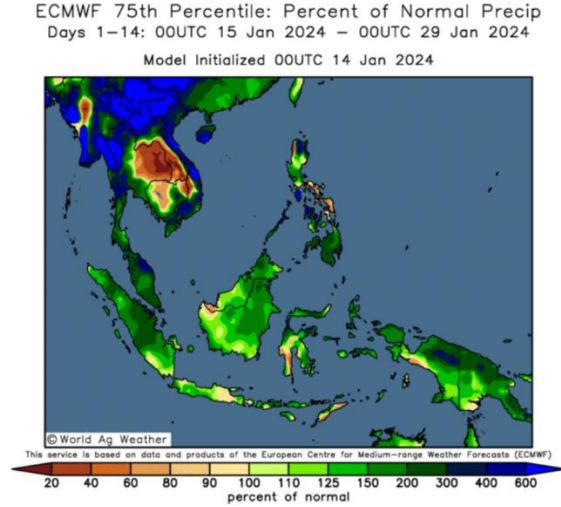 ECMWF 75th Percentile: Percent of Normal Precip
Days 1-14: 00UTC 15 Jan 2024 - 00UTC 29 Jan 2024
Model Initialized 00UTC 14 Jan 2024
©World Ag Weather
This service is based on data and products of the European Centre for Medium-range Weather Forecasts (ECMWF)
20 40 60 80 90 100 110 125 150 200 300 400 600
percent of normal